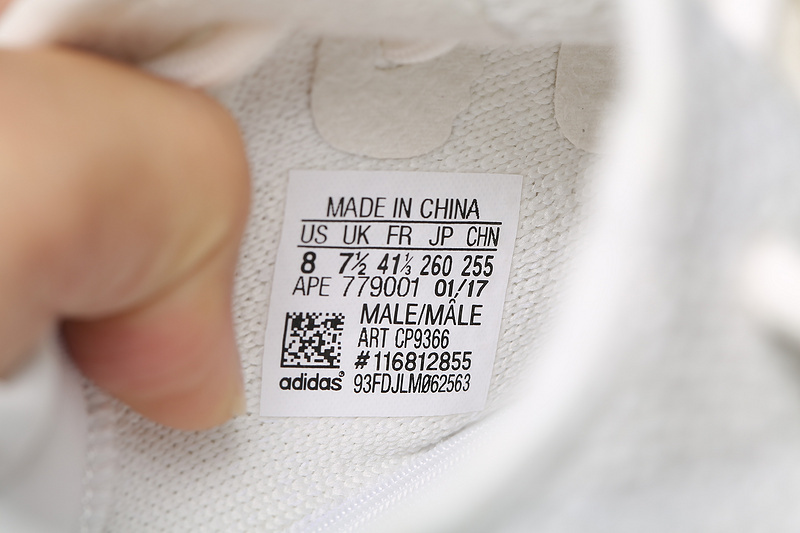 MADE IN CHINA
US UK FR JP CHN
8 7½ 41⅓ 260 255
APE 779001 01/17
MALE/MÂLE
ART CP9366
#116812855
adidas® 93FDJLMØ62563